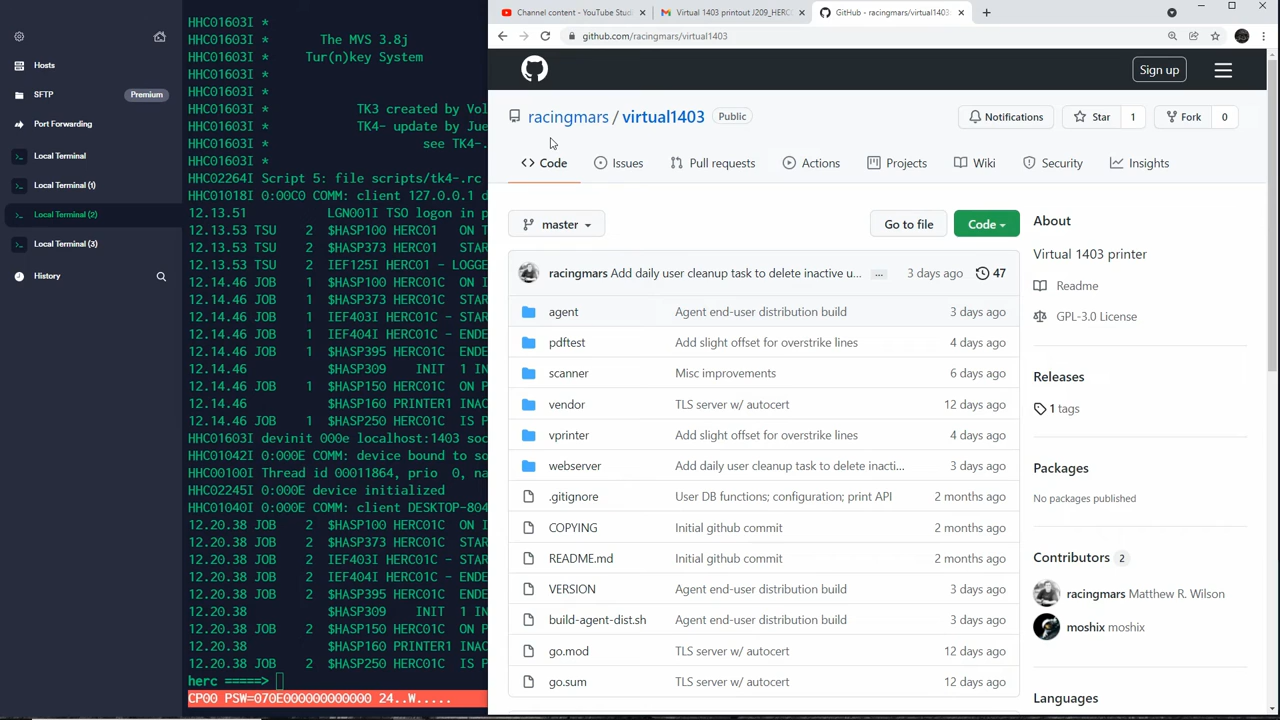 Hosts
SFTP
Premium
Port Forwarding
Local Terminal
Local Terminal (1)
Local Terminal (2)
Local Terminal (3)
History
HHC01603I *
HHC01603I * The MVS 3.8j
HHC01603I * Tur(n)key System
HHC01603I *
HHC01603I *
HHC01603I * TK3 created by Vol
HHC01603I * TK4- update by Jue
HHC01603I * see TK4-.
HHC01603I *
HHC02264I Script 5: file scripts/tk4-.rc
HHC01018I 0:00C0 COMM: client 127.0.0.1 d
12.13.51 LGN001I TSO logon in p
12.13.53 TSU 2 $HASP100 HERC01 ON T
12.13.53 TSU 2 $HASP373 HERC01 STAR
12.13.53 TSU 2 IEF125I HERC01 - LOGGE
12.14.46 JOB 1 $HASP100 HERC01C ON I
12.14.46 JOB 1 $HASP373 HERC01C STAR
12.14.46 JOB 1 IEF403I HERC01C - STAR
12.14.46 JOB 1 IEF404I HERC01C - ENDE
12.14.46 JOB 1 $HASP395 HERC01C ENDE
12.14.46 $HASP309 INIT 1 IN
12.14.46 JOB 1 $HASP150 HERC01C ON P
12.14.46 $HASP160 PRINTER1 INAC
12.14.46 JOB 1 $HASP250 HERC01C IS P
HHC01603I devinit 000e localhost:1403 soc
HHC01042I 0:000E COMM: device bound to so
HHC00100I Thread id 00011864, prio 0, na
HHC02245I 0:000E device initialized
HHC01040I 0:000E COMM: client DESKTOP-804
12.20.38 JOB 2 $HASP100 HERC01C ON I
12.20.38 JOB 2 $HASP373 HERC01C STAR
12.20.38 JOB 2 IEF403I HERC01C - STAR
12.20.38 JOB 2 IEF404I HERC01C - ENDE
12.20.38 JOB 2 $HASP395 HERC01C ENDE
12.20.38 $HASP309 INIT 1 IN
12.20.38 JOB 2 $HASP150 HERC01C ON P
12.20.38 $HASP160 PRINTER1 INAC
12.20.38 JOB 2 $HASP250 HERC01C IS P
herc =====>
CP00 PSW=070E000000000000 24..W.....
Channel content - YouTube Studi
Virtual 1403 printout J209_HERC
GitHub - racingmars/virtual1403
github.com/racingmars/virtual1403
Sign up
racingmars / virtual1403 Public
Notifications
Star 1
Fork 0
Code
Issues
Pull requests
Actions
Projects
Wiki
Security
Insights
master
Go to file
Code
racingmars Add daily user cleanup task to delete inactive u... ... 3 days ago 47
agent Agent end-user distribution build 3 days ago
pdftest Add slight offset for overstrike lines 4 days ago
scanner Misc improvements 6 days ago
vendor TLS server w/ autocert 12 days ago
vprinter Add slight offset for overstrike lines 4 days ago
webserver Add daily user cleanup task to delete inacti... 3 days ago
.gitignore User DB functions; configuration; print API 2 months ago
COPYING Initial github commit 2 months ago
README.md Initial github commit 2 months ago
VERSION Agent end-user distribution build 3 days ago
build-agent-dist.sh Agent end-user distribution build 3 days ago
go.mod TLS server w/ autocert 12 days ago
go.sum TLS server w/ autocert 12 days ago
About
Virtual 1403 printer
Readme
GPL-3.0 License
Releases
1 tags
Packages
No packages published
Contributors 2
racingmars Matthew R. Wilson
moshix moshix
Languages